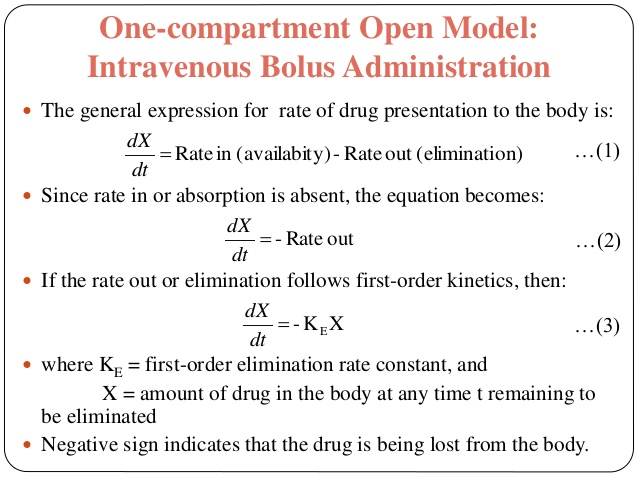 One-compartment Open Model:
Intravenous Bolus Administration
• The general expression for rate of drug presentation to the body is:
dX/dt = Rate in (availabity) - Rate out (elimination) …(1)
• Since rate in or absorption is absent, the equation becomes:
dX/dt = - Rate out …(2)
• If the rate out or elimination follows first-order kinetics, then:
dX/dt = - K_E X …(3)
• where K_E = first-order elimination rate constant, and
X = amount of drug in the body at any time t remaining to
be eliminated
• Negative sign indicates that the drug is being lost from the body.